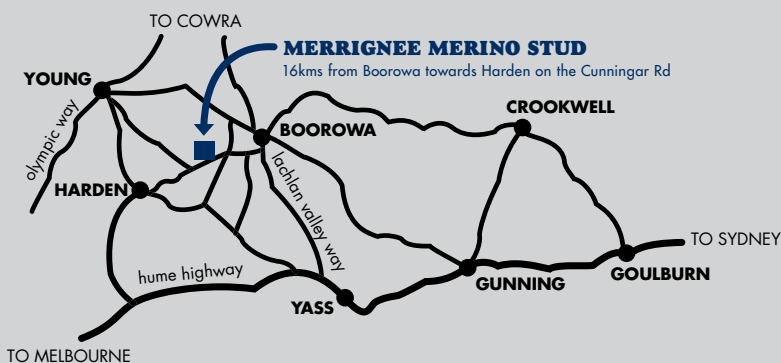 TO COWRA
MERRIGNEE MERINO STUD
16kms from Boorowa towards Harden on the Cunningar Rd
YOUNG
CROOKWELL
olympic way
BOOROWA
HARDEN
lachlan valley way
TO SYDNEY
hume highway
GOULBURN
GUNNING
YASS
TO MELBOURNE